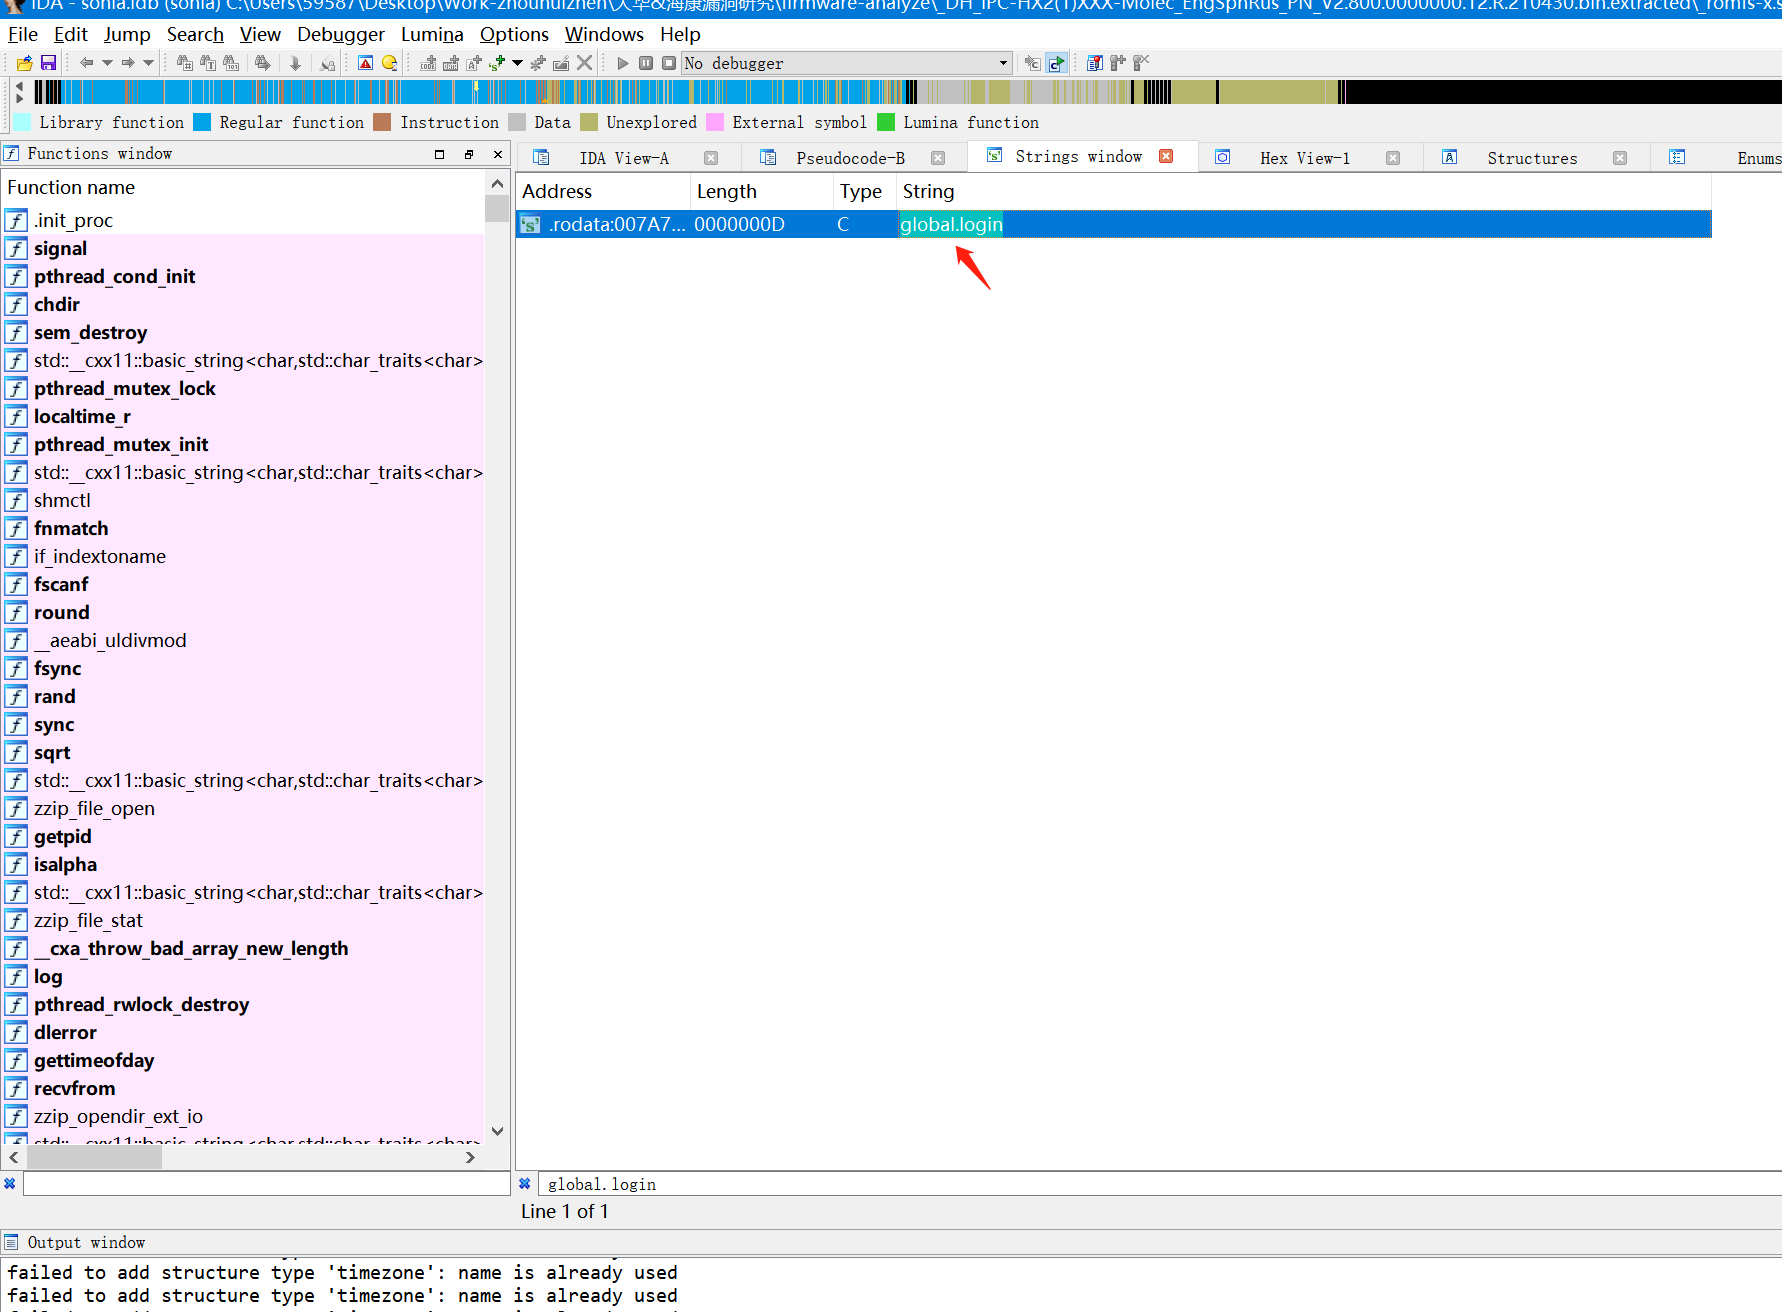 IDA - sonia.idb (sonia) C:\Users\59587\Desktop\Work-zhouhuizhen\大华&海康漏洞研究\firmware-analyze\_DH_IPC-HX2(1)XXX-Molec_EngSpnRus_PN_V2.800.0000000.12.R.210430.bin.extracted\_romfs-x.s
File Edit Jump Search View Debugger Lumina Options Windows Help
No debugger
Library function Regular function Instruction Data Unexplored External symbol Lumina function
Functions window
IDA View-A Pseudocode-B Strings window Hex View-1 Structures Enums
Function name
.init_proc
signal
pthread_cond_init
chdir
sem_destroy
std::__cxx11::basic_string<char,std::char_traits<char>
pthread_mutex_lock
localtime_r
pthread_mutex_init
std::__cxx11::basic_string<char,std::char_traits<char>
shmctl
fnmatch
if_indextoname
fscanf
round
__aeabi_uldivmod
fsync
rand
sync
sqrt
std::__cxx11::basic_string<char,std::char_traits<char>
zzip_file_open
getpid
isalpha
std::__cxx11::basic_string<char,std::char_traits<char>
zzip_file_stat
__cxa_throw_bad_array_new_length
log
pthread_rwlock_destroy
dlerror
gettimeofday
recvfrom
zzip_opendir_ext_io
std::__cxx11::basic_string<char,std::char_traits<char>
Address Length Type String
.rodata:007A7... 0000000D C global.login
global.login
Line 1 of 1
Output window
failed to add structure type 'timezone': name is already used
failed to add structure type 'timezone': name is already used